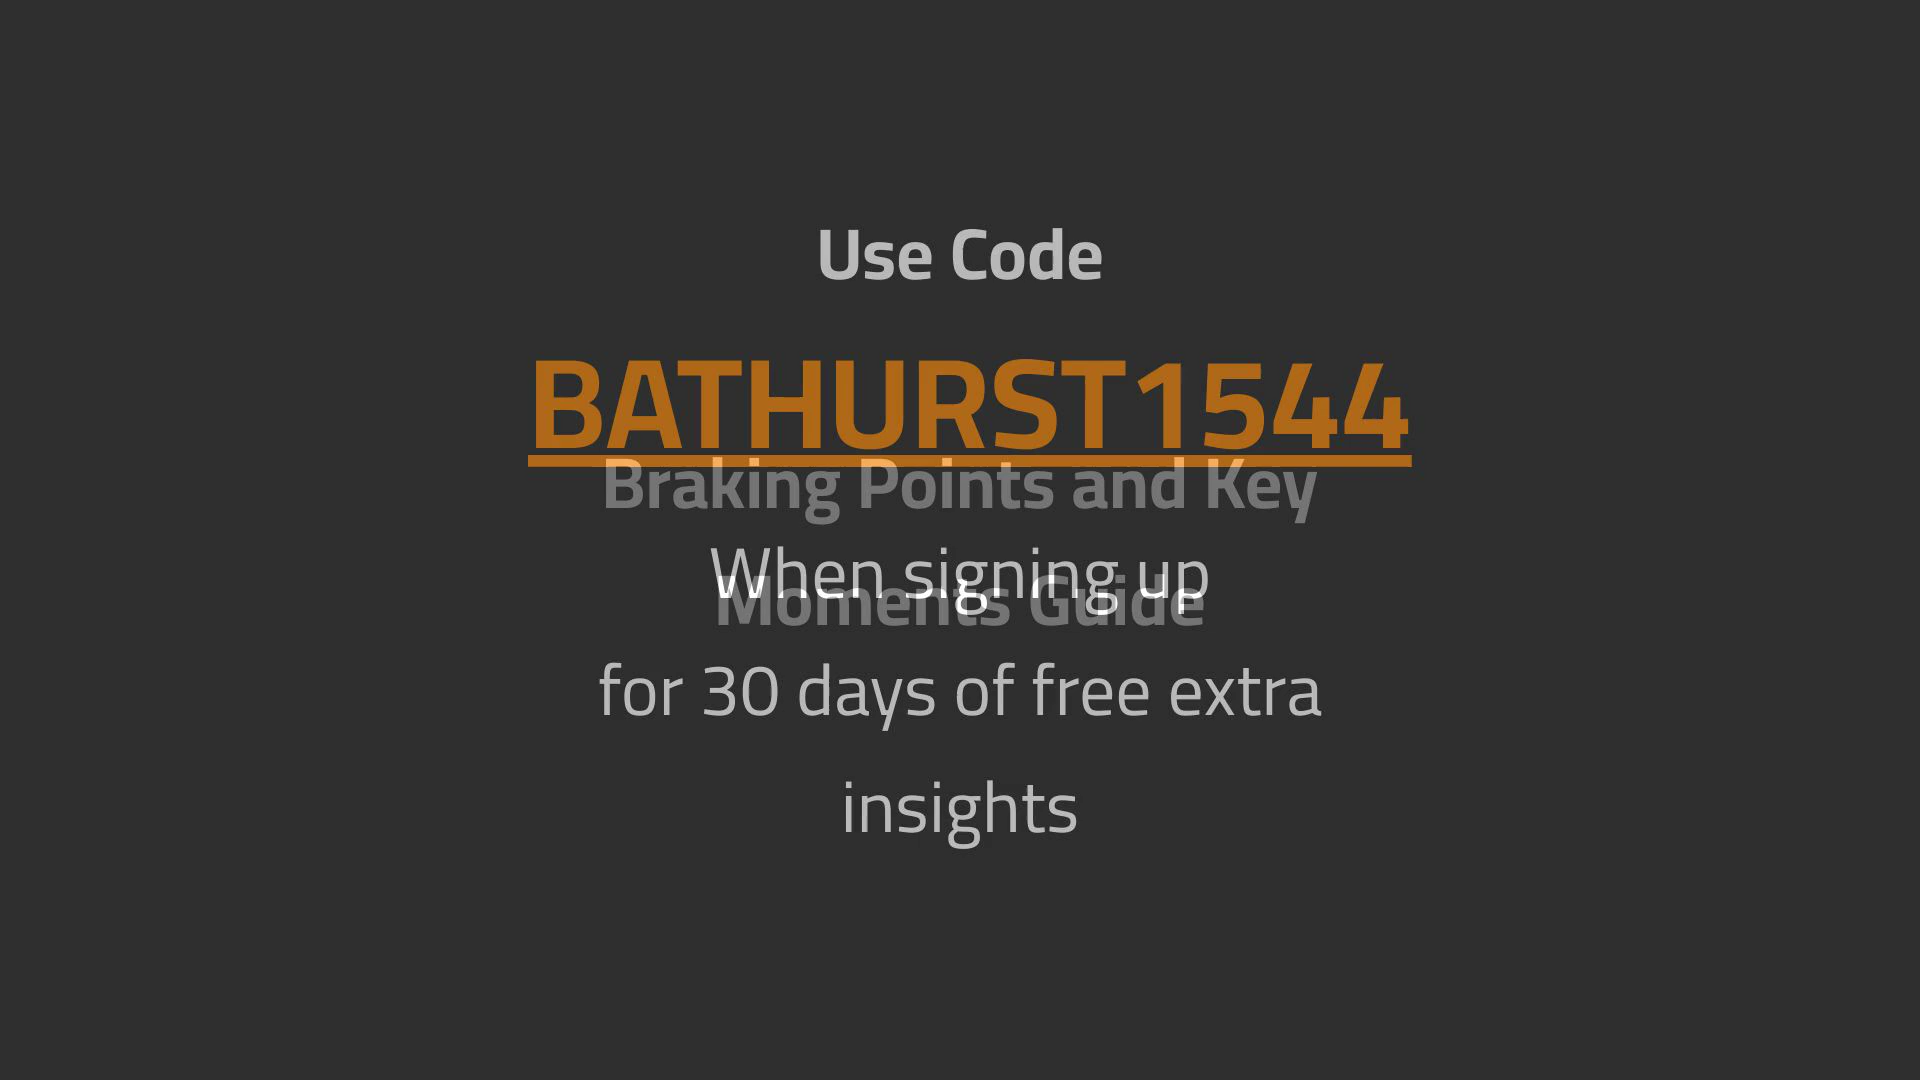 Use Code
BATHURST1544
Braking Points and Key
When signing up
Moments Guide
for 30 days of free extra
insights